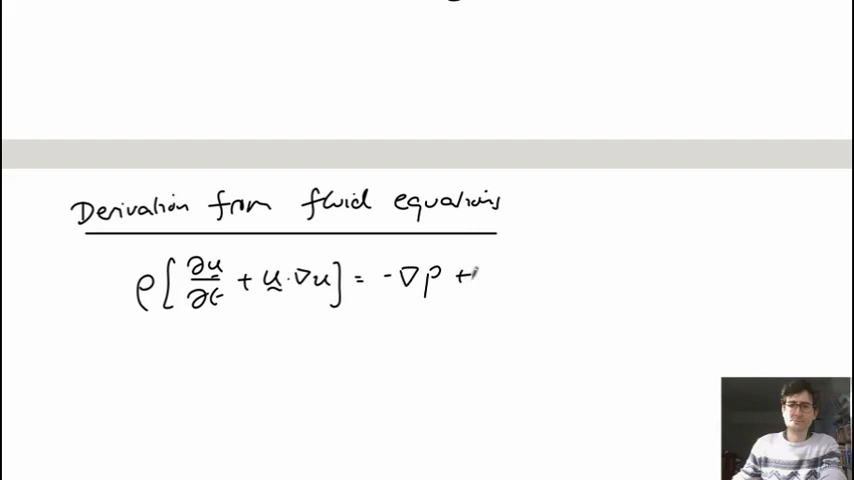 Derivation from fluid equations
ρ[∂u/∂t + u·∇u] = -∇p +